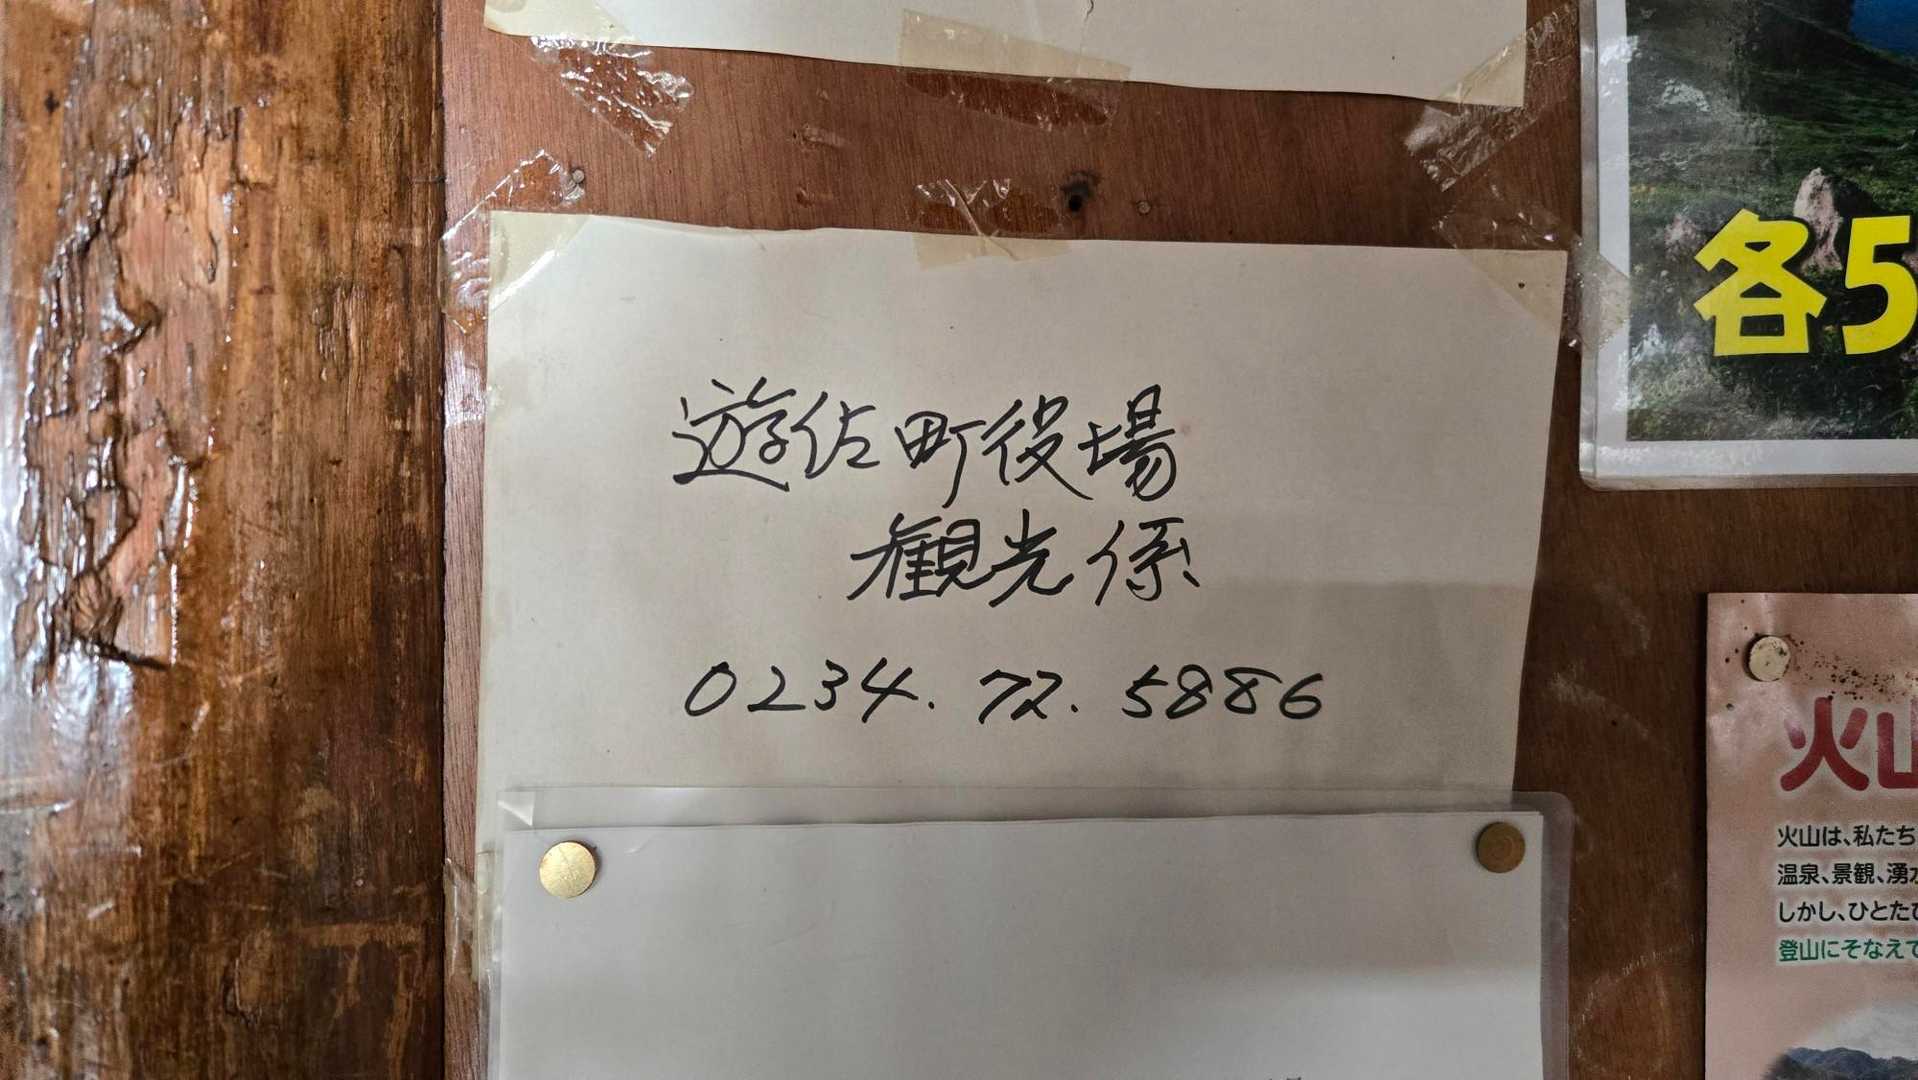 遊佐町役場
観光係
0234.72.5886
各5
火山
火山は、私たち
温泉、景観、湧水
しかし、ひとたび
登山にそなえて